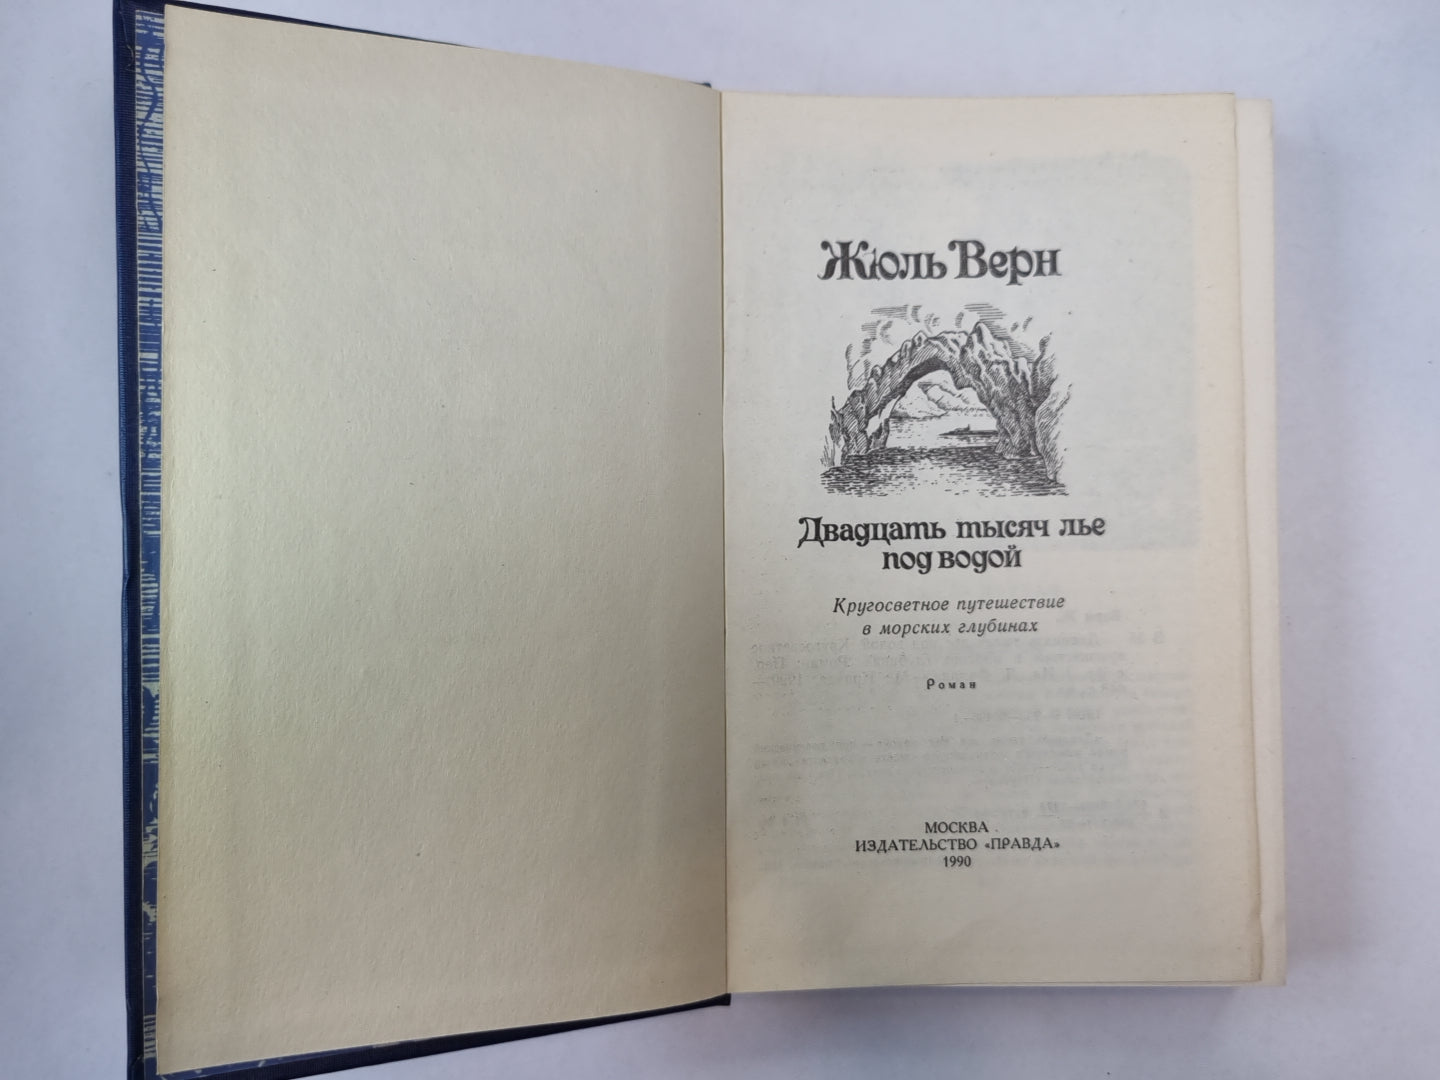 Жюль Верн
Двадцать тысяч лье
под водой
Кругосветное путешествие
в морских глубинах
Роман
МОСКВА
ИЗДАТЕЛЬСТВО «ПРАВДА»
1990